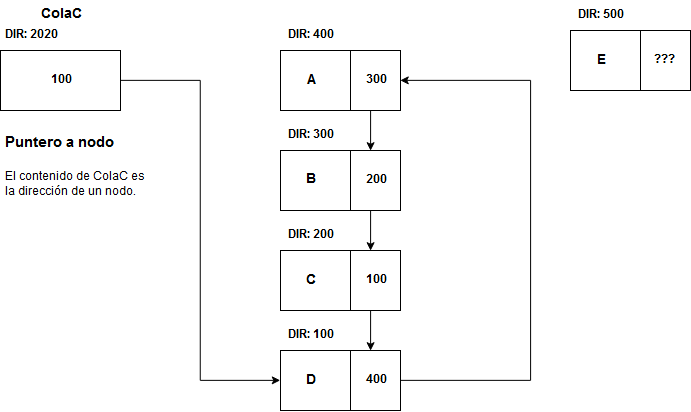 ColaC
DIR: 2020
100
Puntero a nodo
El contenido de ColaC es
la dirección de un nodo.
DIR: 400
A 300
DIR: 300
B 200
DIR: 200
C 100
DIR: 100
D 400
DIR: 500
E ???